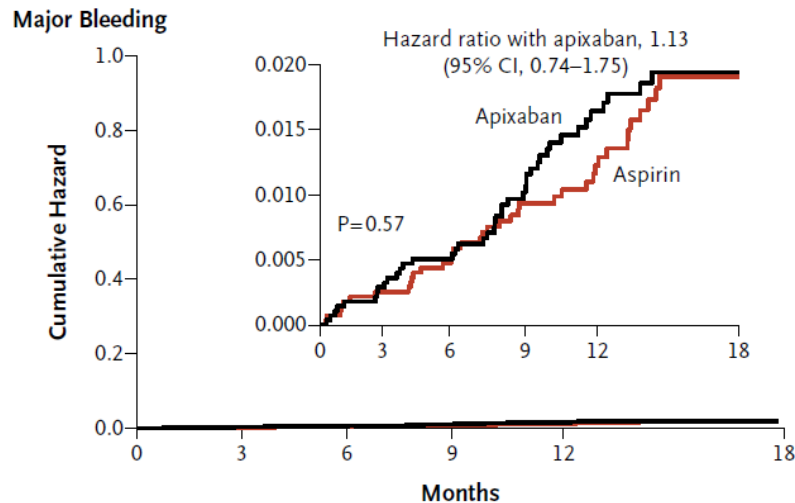 Major Bleeding
Hazard ratio with apixaban, 1.13
(95% CI, 0.74–1.75)
Cumulative Hazard
1.0
0.8
0.6
0.4
0.2
0.0
0.020
0.015
0.010
0.005
0.000
Apixaban
Aspirin
P=0.57
0 3 6 9 12 18
0 3 6 9 12 18
Months